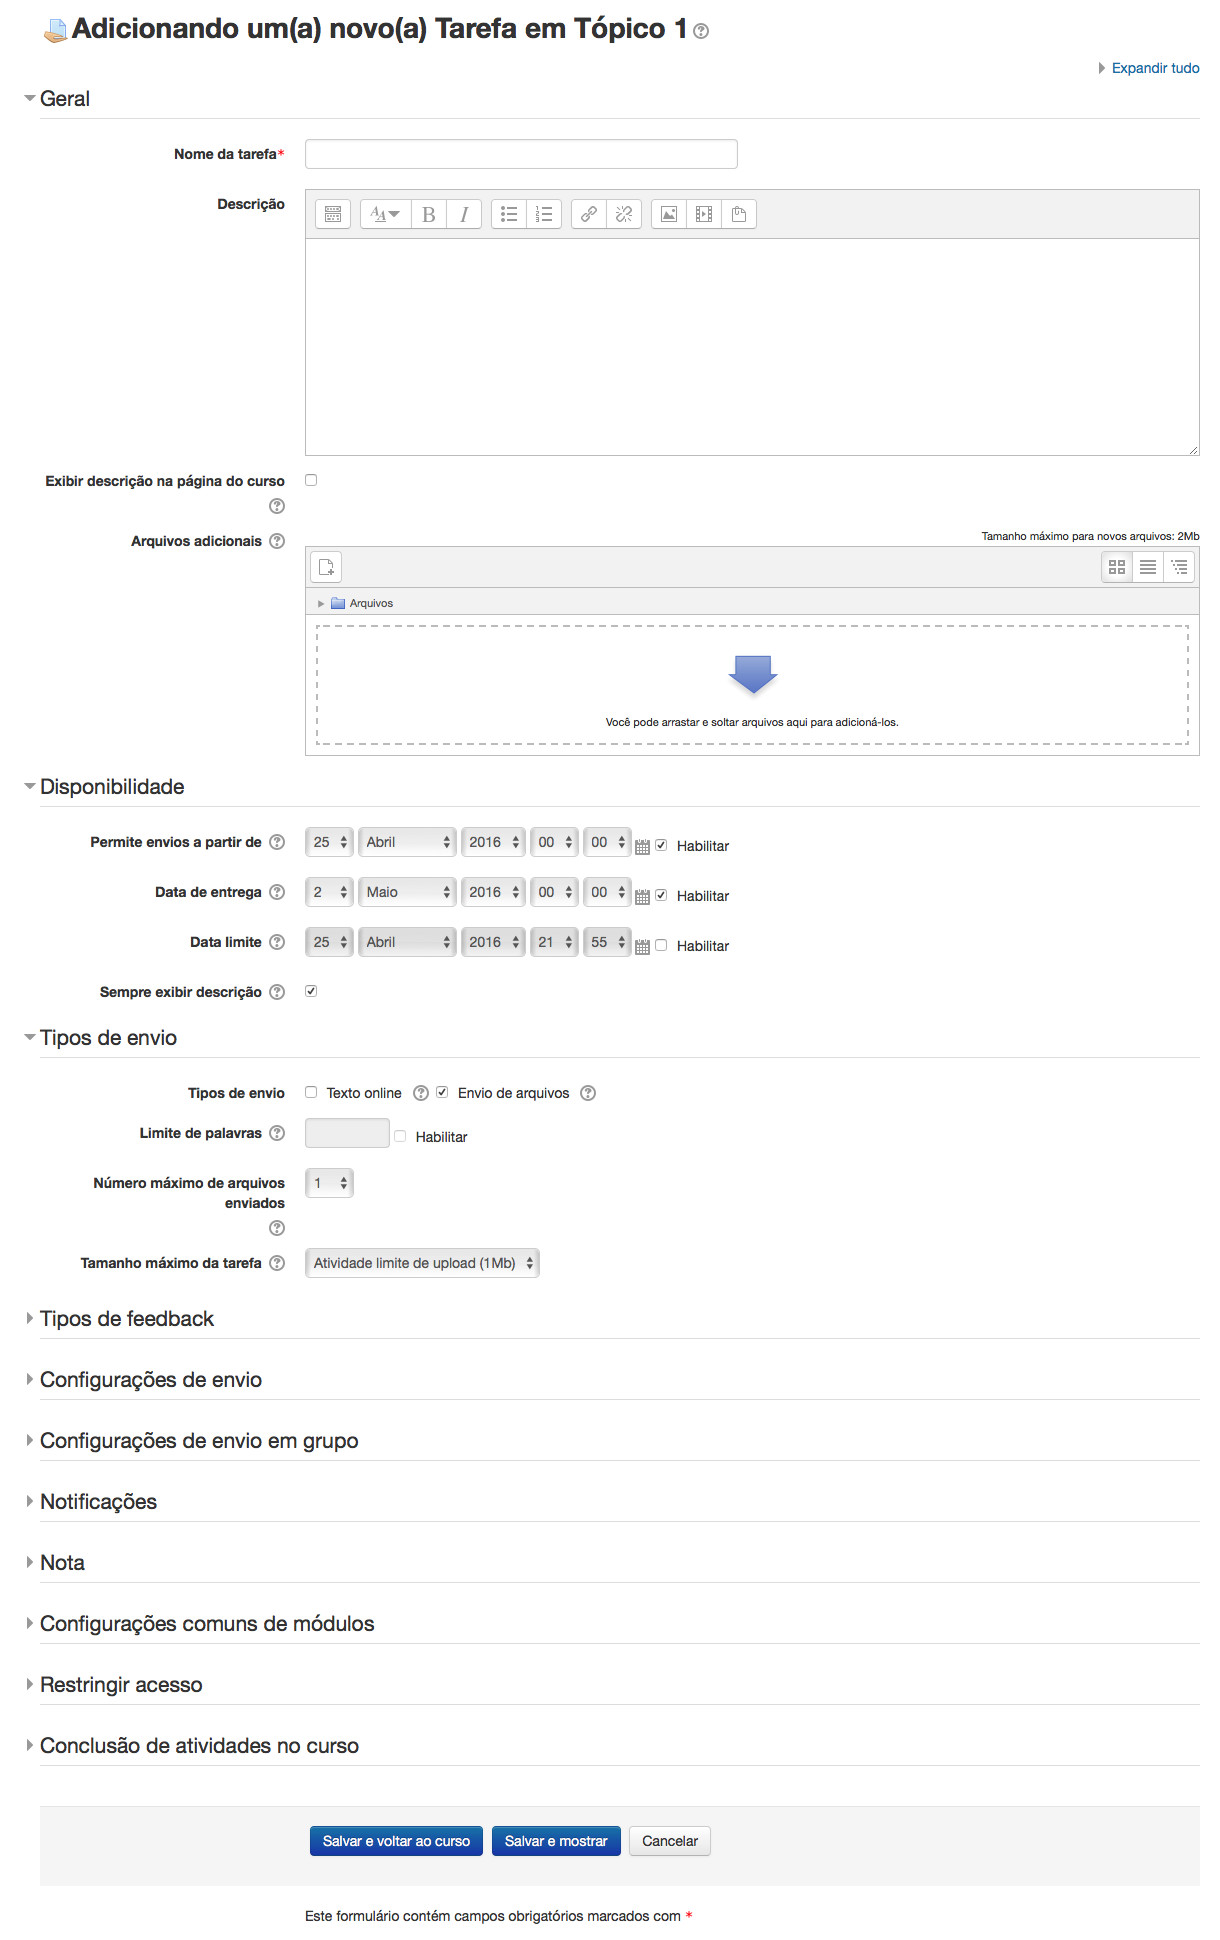 Adicionando um(a) novo(a) Tarefa em Tópico 1
Expandir tudo
Geral
Nome da tarefa*
Descrição
Exibir descrição na página do curso
Arquivos adicionais
Tamanho máximo para novos arquivos: 2Mb
Arquivos
Você pode arrastar e soltar arquivos aqui para adicioná-los.
Disponibilidade
Permite envios a partir de 25 Abril 2016 00 00 Habilitar
Data de entrega 2 Maio 2016 00 00 Habilitar
Data limite 25 Abril 2016 21 55 Habilitar
Sempre exibir descrição
Tipos de envio
Tipos de envio Texto online Envio de arquivos
Limite de palavras Habilitar
Número máximo de arquivos 1
enviados
Tamanho máximo da tarefa Atividade limite de upload (1Mb)
Tipos de feedback
Configurações de envio
Configurações de envio em grupo
Notificações
Nota
Configurações comuns de módulos
Restringir acesso
Conclusão de atividades no curso
Salvar e voltar ao curso Salvar e mostrar Cancelar
Este formulário contém campos obrigatórios marcados com *